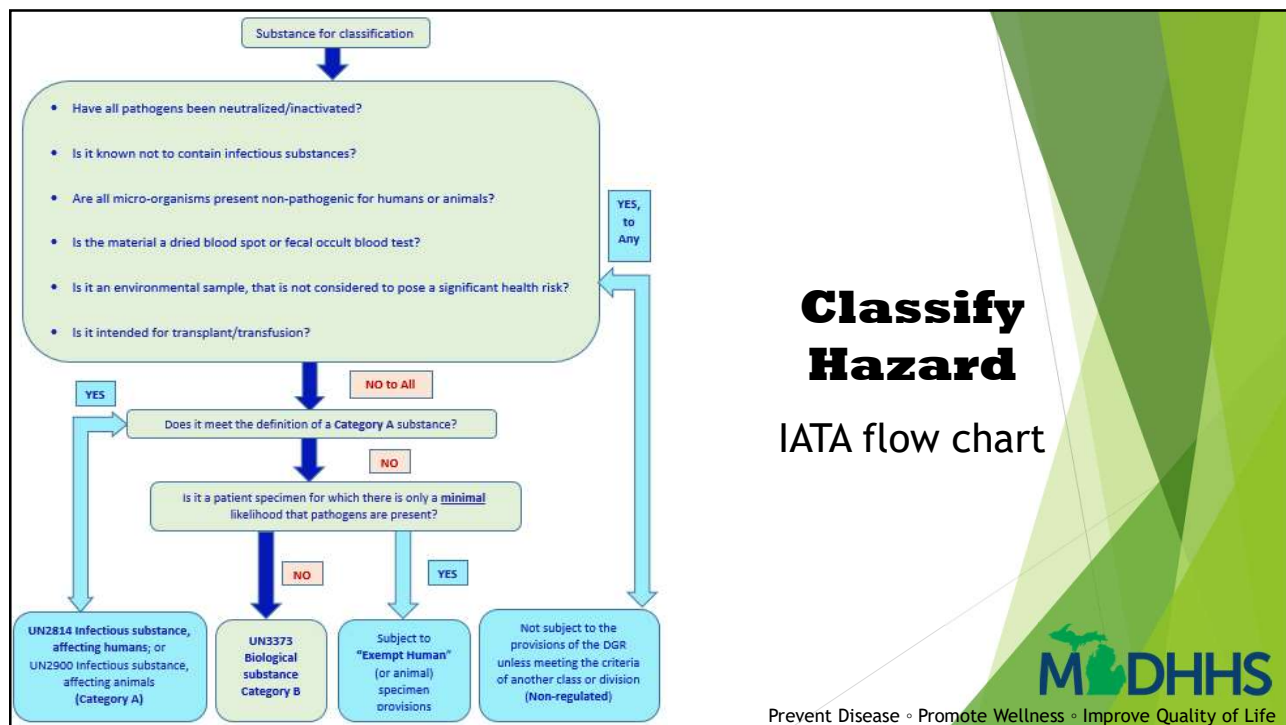 Substance for classification
• Have all pathogens been neutralized/inactivated?
• Is it known not to contain infectious substances?
• Are all micro-organisms present non-pathogenic for humans or animals?
• Is the material a dried blood spot or fecal occult blood test?
• Is it an environmental sample, that is not considered to pose a significant health risk?
• Is it intended for transplant/transfusion?
YES,
to
Any
NO to All
YES
Does it meet the definition of a Category A substance?
NO
Is it a patient specimen for which there is only a minimal
likelihood that pathogens are present?
NO
YES
UN2814 Infectious substance,
affecting humans; or
UN2900 Infectious substance,
affecting animals
(Category A)
UN3373
Biological
substance
Category B
Subject to
"Exempt Human"
(or animal)
specimen
provisions
Not subject to the
provisions of the DGR
unless meeting the criteria
of another class or division
(Non-regulated)
Classify
Hazard
IATA flow chart
MDHHS
Prevent Disease ◦ Promote Wellness ◦ Improve Quality of Life